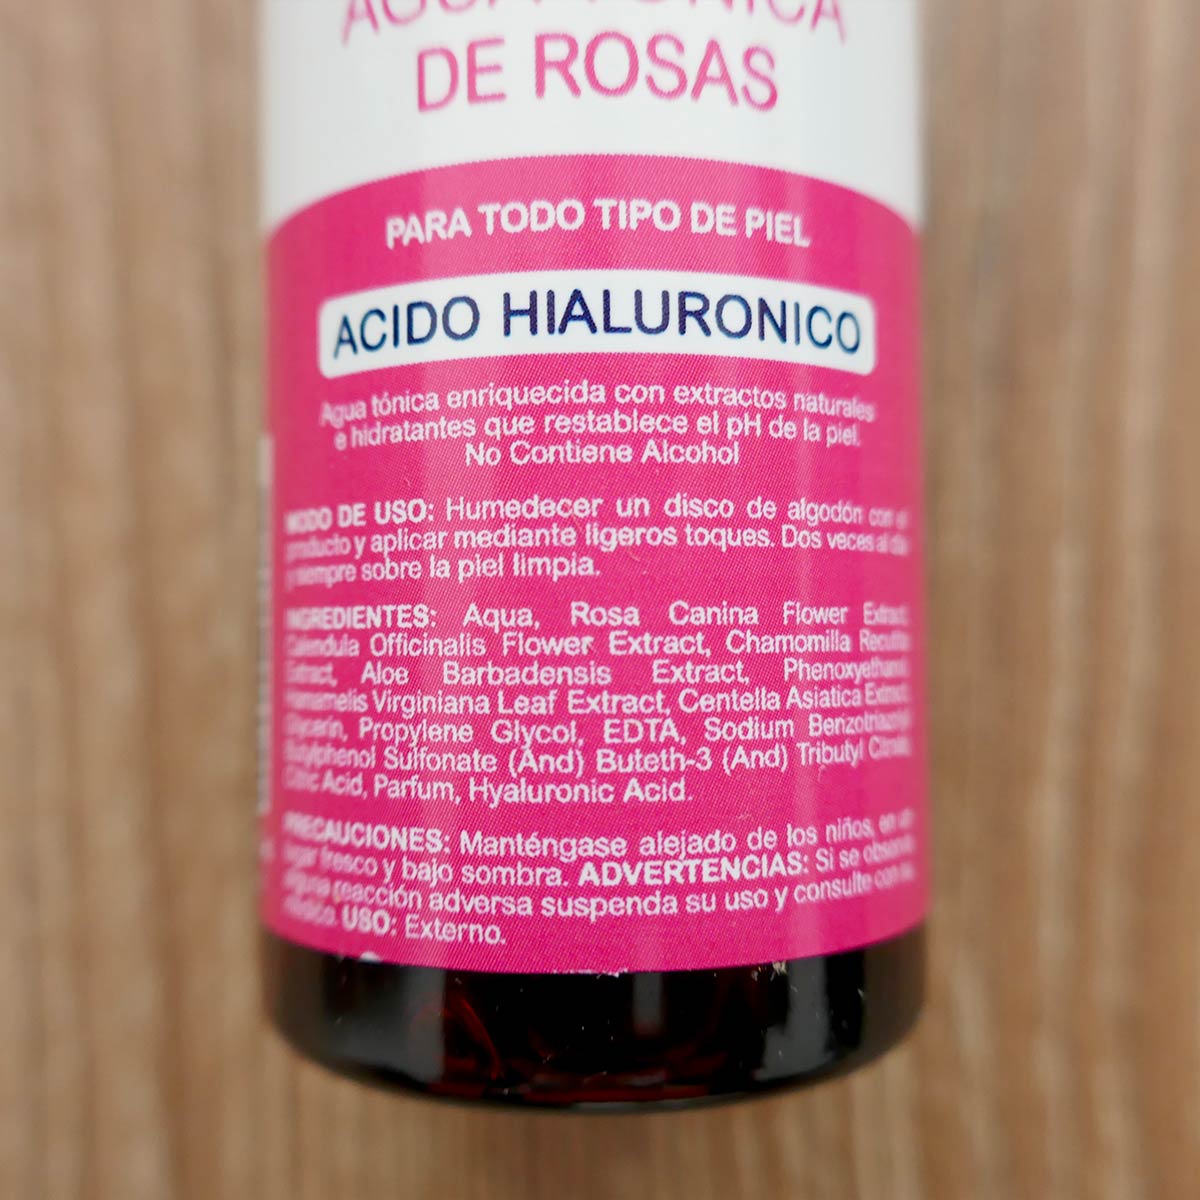 AGUA TÓNICA
DE ROSAS
PARA TODO TIPO DE PIEL
ACIDO HIALURONICO
Agua tónica enriquecida con extractos naturales
e hidratantes que restablece el pH de la piel.
No Contiene Alcohol
MODO DE USO: Humedecer un disco de algodón con el
producto y aplicar mediante ligeros toques. Dos veces al día
y siempre sobre la piel limpia.
INGREDIENTES: Aqua, Rosa Canina Flower Extract,
Calendula Officinalis Flower Extract, Chamomilla Recutita
Extract, Aloe Barbadensis Extract, Phenoxyethanol,
Hamamelis Virginiana Leaf Extract, Centella Asiatica Extract,
Glycerin, Propylene Glycol, EDTA, Sodium Benzotriazolyl
Butylphenol Sulfonate (And) Buteth-3 (And) Tributyl Citrate,
Citric Acid, Parfum, Hyaluronic Acid.
PRECAUCIONES: Manténgase alejado de los niños, en un
lugar fresco y bajo sombra. ADVERTENCIAS: Si se observa
alguna reacción adversa suspenda su uso y consulte con su
médico. USO: Externo.